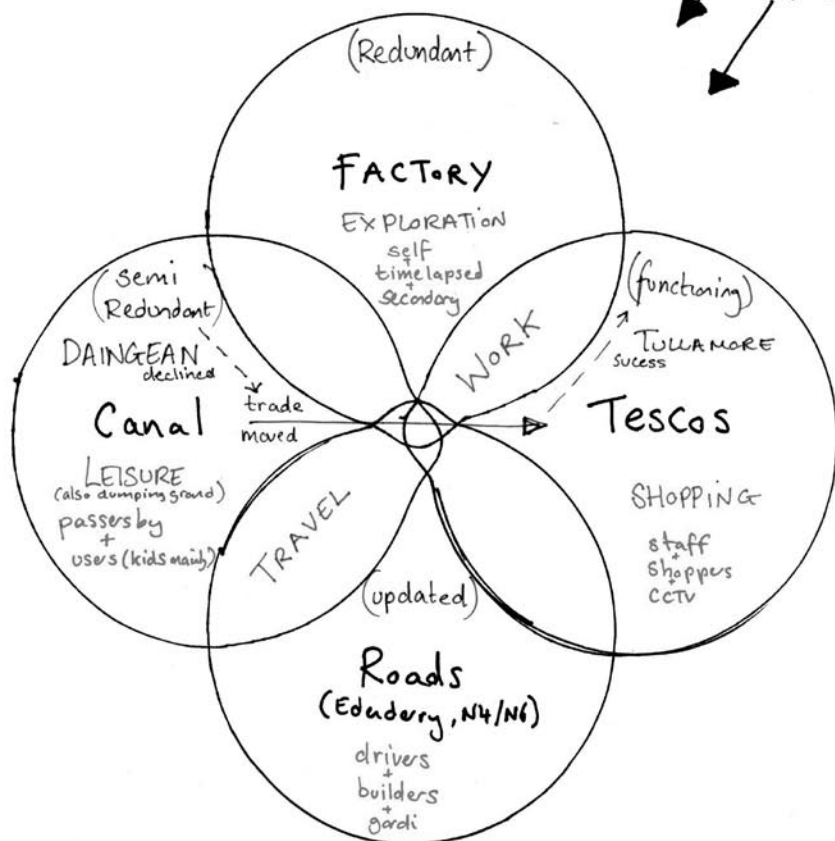 (Redundant)
FACTORY
EXPLORATION
self
+
timelapsed
+
secondary
(semi
Redundant)
DAINGEAN
declined
trade
moved
Canal
LEISURE
(also dumping ground)
passersby
+
users (kids mainly)
WORK
TRAVEL
(functioning)
TULLAMORE
sucess
Tescos
SHOPPING
staff
+
shoppers
+
CCTV
(updated)
Roads
(Edenderry, N4/N6)
drivers
+
builders
+
gardi